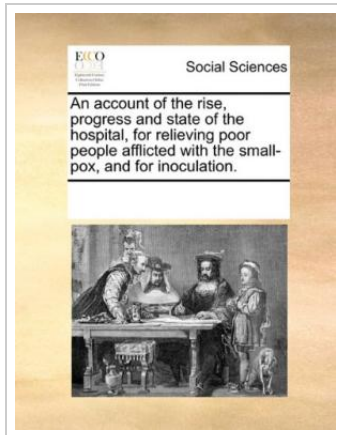 ECCO
Social Sciences
An account of the rise,
progress and state of the
hospital, for relieving poor
people afflicted with the small-
pox, and for inoculation.